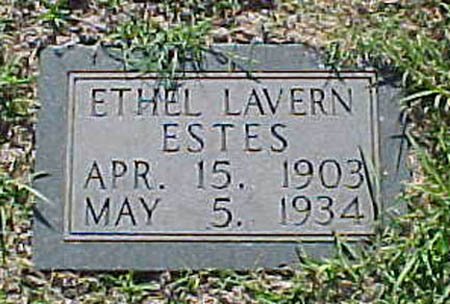 ETHEL LAVERN
ESTES
APR. 15. 1903
MAY 5. 1934